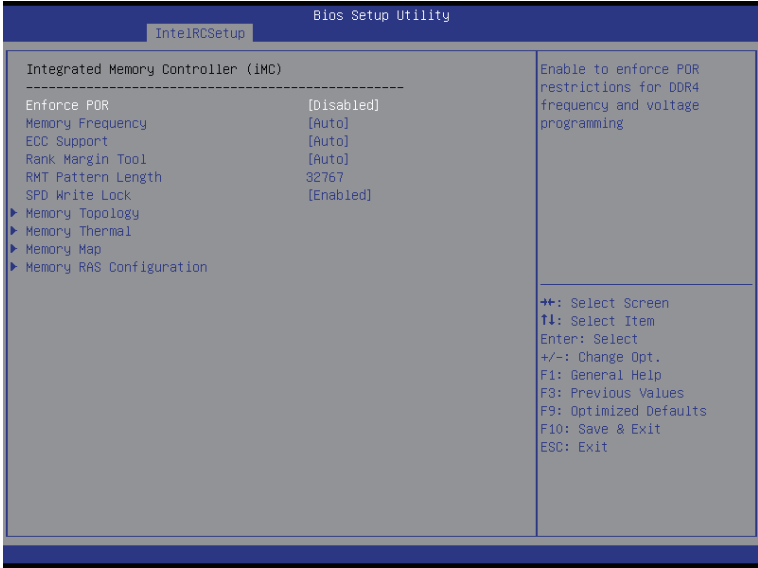 Bios Setup Utility
IntelRCSetup
Integrated Memory Controller (iMC)
--------------------------------------------------
Enforce POR [Disabled]
Memory Frequency [Auto]
ECC Support [Auto]
Rank Margin Tool [Auto]
RMT Pattern Length 32767
SPD Write Lock [Enabled]
▶ Memory Topology
▶ Memory Thermal
▶ Memory Map
▶ Memory RAS Configuration
Enable to enforce POR
restrictions for DDR4
frequency and voltage
programming
→←: Select Screen
↑↓: Select Item
Enter: Select
+/-: Change Opt.
F1: General Help
F3: Previous Values
F9: Optimized Defaults
F10: Save & Exit
ESC: Exit